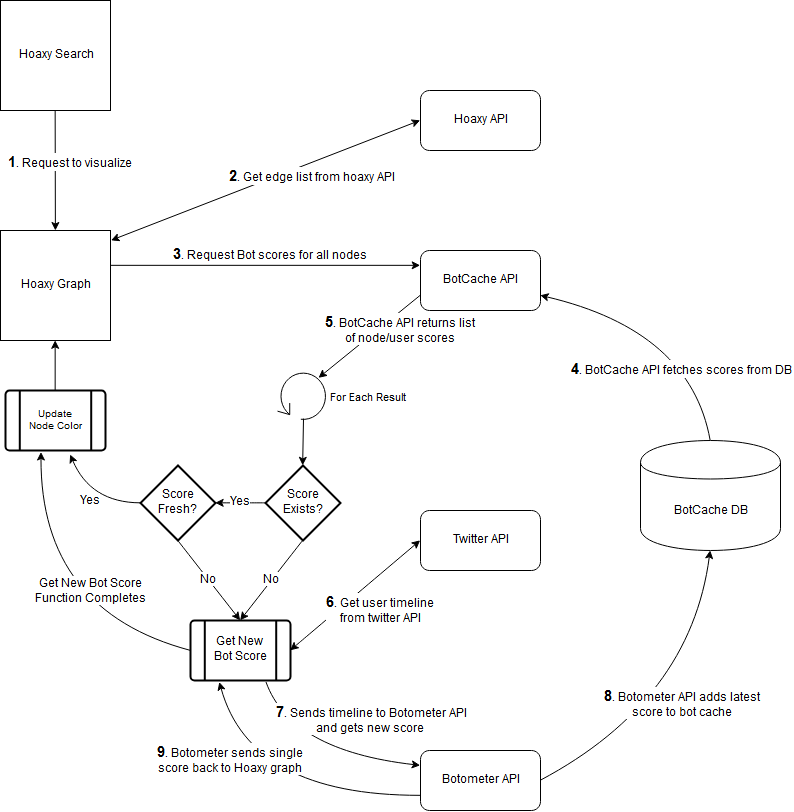 Hoaxy Search
Hoaxy API
1. Request to visualize
2. Get edge list from hoaxy API
3. Request Bot scores for all nodes
Hoaxy Graph
BotCache API
5. BotCache API returns list
of node/user scores
4. BotCache API fetches scores from DB
For Each Result
Update
Node Color
Score
Fresh?
Score
Exists?
Yes
Yes
BotCache DB
Twitter API
No
No
Get New Bot Score
Function Completes
6. Get user timeline
from twitter API
Get New
Bot Score
8. Botometer API adds latest
score to bot cache
7. Sends timeline to Botometer API
and gets new score
9. Botometer sends single
score back to Hoaxy graph
Botometer API